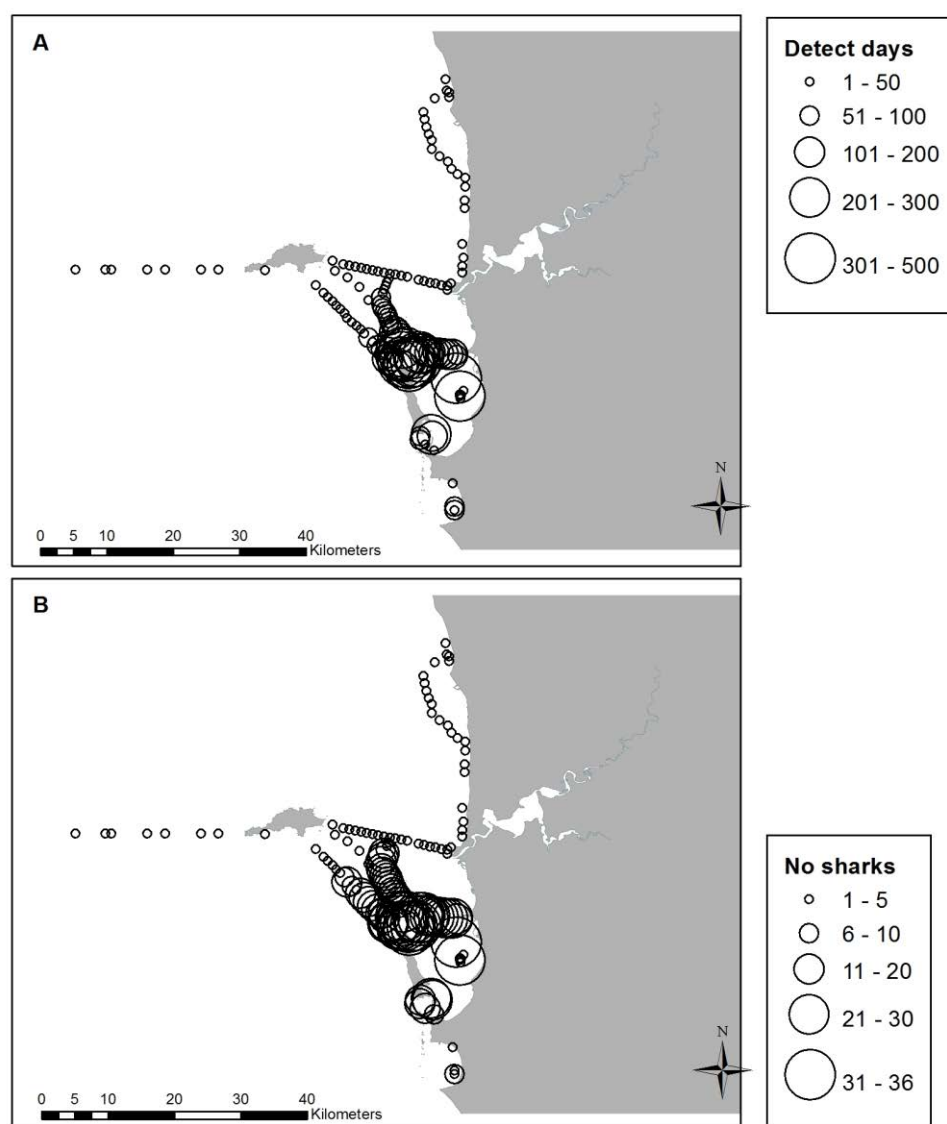 A
Detect days
1 - 50
51 - 100
101 - 200
201 - 300
301 - 500
N
0 5 10 20 30 40
Kilometers
B
No sharks
1 - 5
6 - 10
11 - 20
21 - 30
31 - 36
N
0 5 10 20 30 40
Kilometers